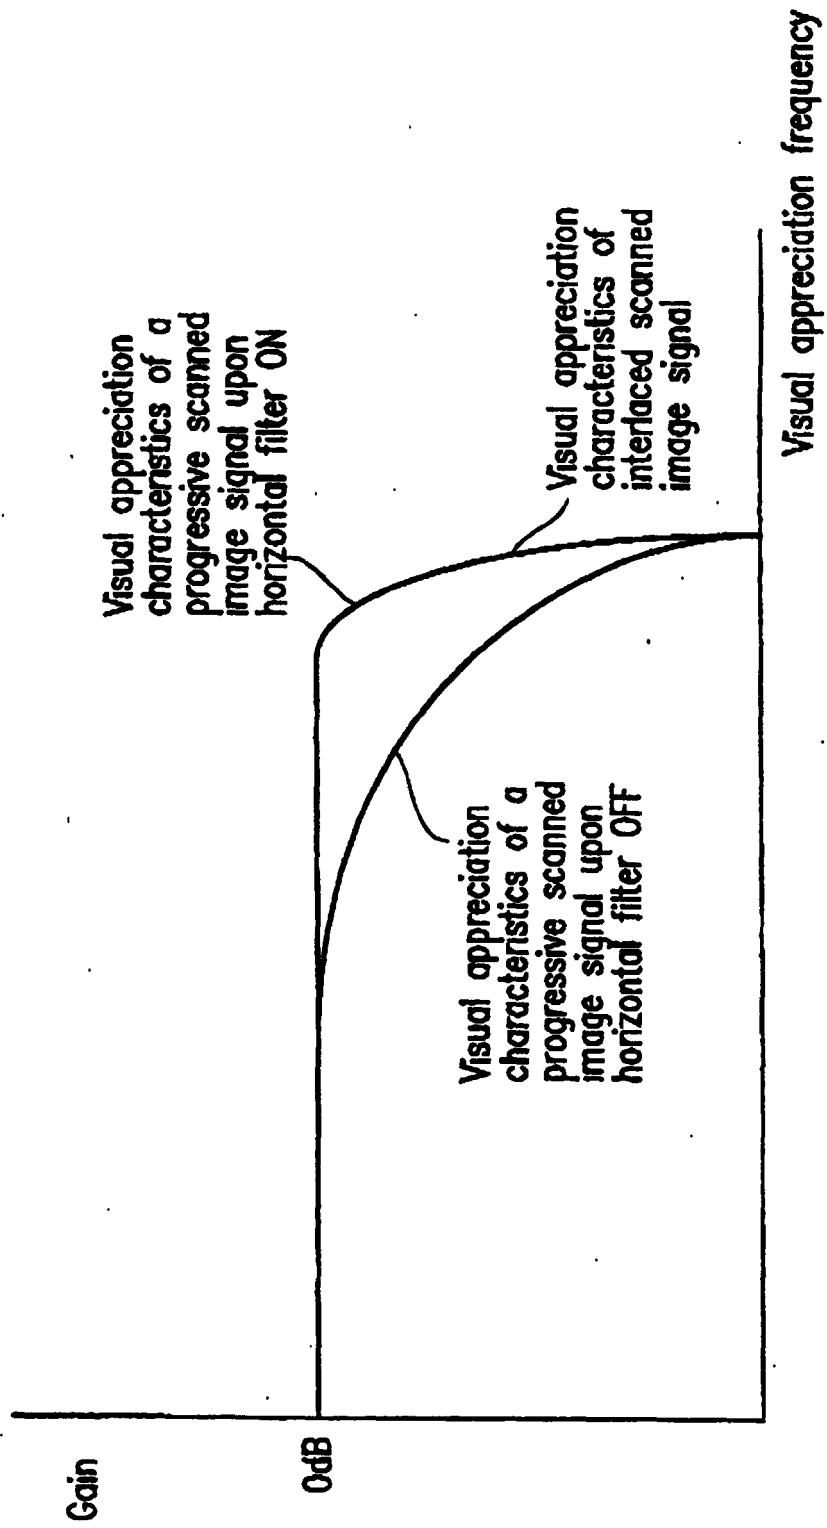 Gain
0dB
Visual appreciation
characteristics of a
progressive scanned
image signal upon
horizontal filter ON
Visual appreciation
characteristics of
interlaced scanned
image signal
Visual appreciation
characteristics of a
progressive scanned
image signal upon
horizontal filter OFF
Visual appreciation frequency